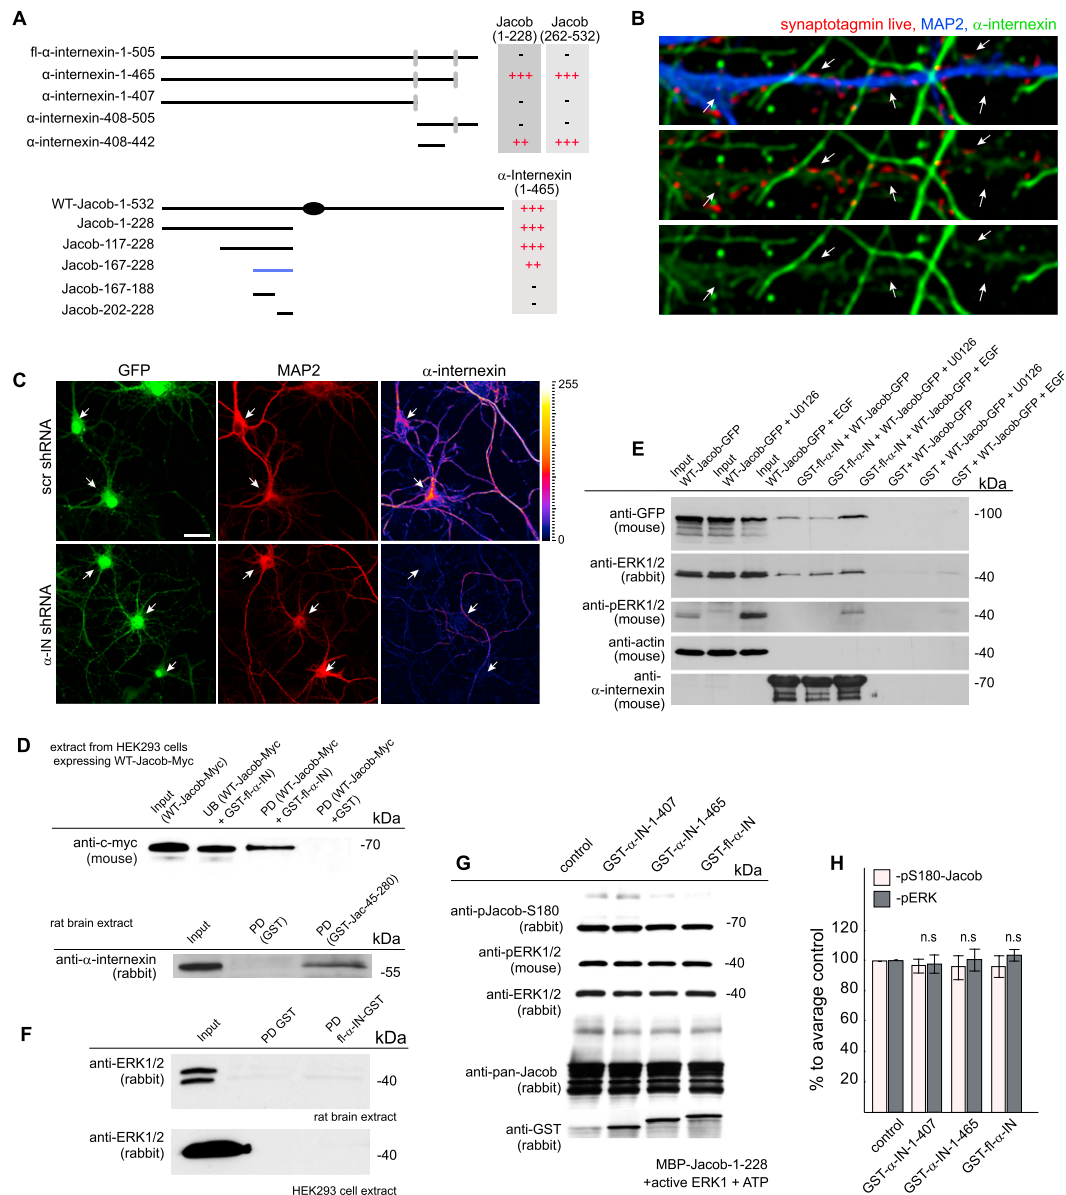 A
Jacob (1-228)
Jacob (262-532)
fl-α-internexin-1-505 -  -
α-internexin-1-465 +++ +++
α-internexin-1-407 -  -
α-internexin-408-505 -  -
α-internexin-408-442 ++ +++
α-Internexin
(1-465)
WT-Jacob-1-532 +++
Jacob-1-228 +++
Jacob-117-228 +++
Jacob-167-228 ++
Jacob-167-188 -
Jacob-202-228 -
B
synaptotagmin live, MAP2, α-internexin
C
GFP MAP2 α-internexin
scr shRNA
α-IN shRNA
255
0
D
extract from HEK293 cells
expressing WT-Jacob-Myc
Input
(WT-Jacob-Myc)
UB (WT-Jacob-Myc
+ GST-fl-α-IN)
PD (WT-Jacob-Myc
+ GST-fl-α-IN)
PD (WT-Jacob-Myc
+GST)
kDa
anti-c-myc
(mouse)
-70
rat brain extract
Input
PD
(GST)
PD
(GST-Jac-45-280)
kDa
anti-α-internexin
(rabbit)
-55
E
Input
WT-Jacob-GFP
Input
WT-Jacob-GFP + U0126
Input
WT-Jacob-GFP + EGF
GST-fl-α-IN + WT-Jacob-GFP
GST-fl-α-IN + WT-Jacob-GFP + U0126
GST-fl-α-IN + WT-Jacob-GFP + EGF
GST+ WT-Jacob-GFP
GST + WT-Jacob-GFP + U0126
GST + WT-Jacob-GFP + EGF
kDa
anti-GFP
(mouse)
-100
anti-ERK1/2
(rabbit)
-40
anti-pERK1/2
(mouse)
-40
anti-actin
(mouse)
-40
anti-
α-internexin
(mouse)
-70
F
Input
PD GST
PD
fl-α-IN-GST
kDa
anti-ERK1/2
(rabbit)
-40
rat brain extract
anti-ERK1/2
(rabbit)
-40
HEK293 cell extract
G
control
GST-α-IN-1-407
GST-α-IN-1-465
GST-fl-α-IN
kDa
anti-pJacob-S180
(rabbit)
-70
anti-pERK1/2
(mouse)
-40
anti-ERK1/2
(rabbit)
-40
anti-pan-Jacob
(rabbit)
anti-GST
(rabbit)
MBP-Jacob-1-228
+active ERK1 + ATP
H
-pS180-Jacob
-pERK
% to avarage control
120
100
80
60
40
20
n.s n.s n.s
control
GST-α-IN-1-407
GST-α-IN-1-465
GST-fl-α-IN